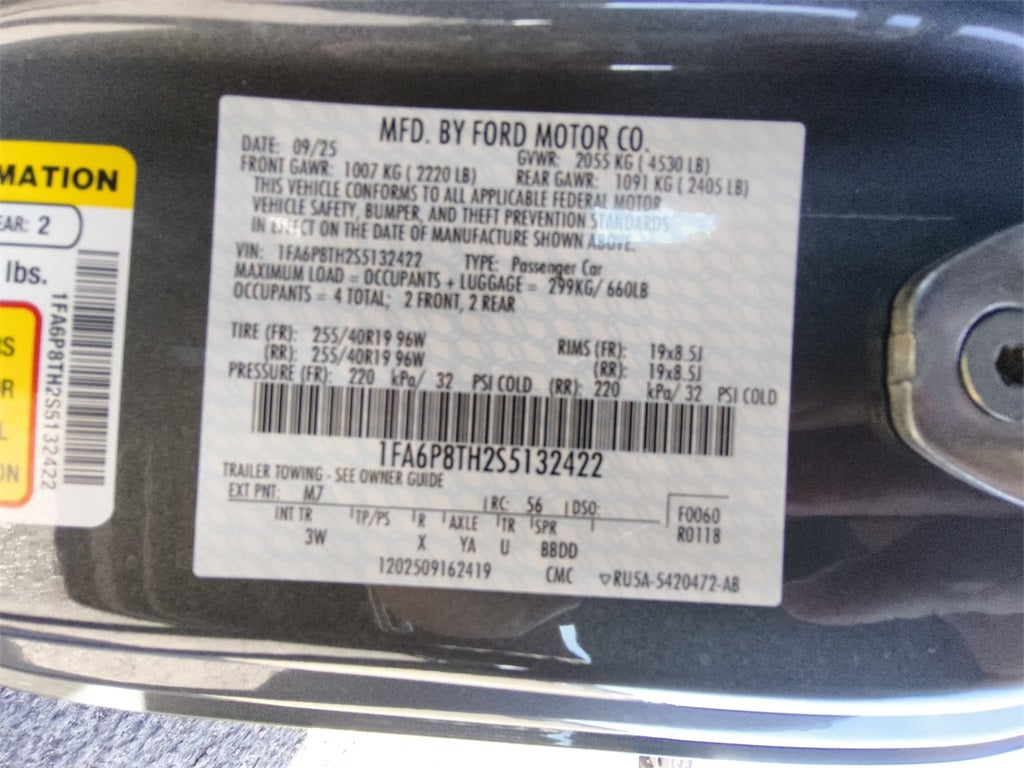 MFD. BY FORD MOTOR CO.
DATE: 09/25 GVWR: 2055 KG ( 4530 LB)
FRONT GAWR: 1007 KG ( 2220 LB) REAR GAWR: 1091 KG ( 2405 LB)
THIS VEHICLE CONFORMS TO ALL APPLICABLE FEDERAL MOTOR
VEHICLE SAFETY, BUMPER, AND THEFT PREVENTION STANDARDS
IN EFFECT ON THE DATE OF MANUFACTURE SHOWN ABOVE.
VIN: 1FA6P8TH2S5132422 TYPE: Passenger Car
MAXIMUM LOAD = OCCUPANTS + LUGGAGE = 299KG/ 660LB
OCCUPANTS = 4 TOTAL; 2 FRONT, 2 REAR
TIRE (FR): 255/40R19 96W RIMS (FR): 19x8.5J
(RR): 255/40R19 96W (RR): 19x8.5J
PRESSURE (FR): 220 kPa/ 32 PSI COLD (RR): 220 kPa/ 32 PSI COLD
1FA6P8TH2S5132422
TRAILER TOWING - SEE OWNER GUIDE
EXT PNT: M7 RC: 56 DSO: F0060
INT TR TP/PS R AXLE TR SPR R0118
3W X YA U BBDD
1202509162419 CMC ▽RU5A-5420472-AB
MATION
EAR: 2
lbs.
1FA6P8TH2S5132422
RS
OR
L
ON